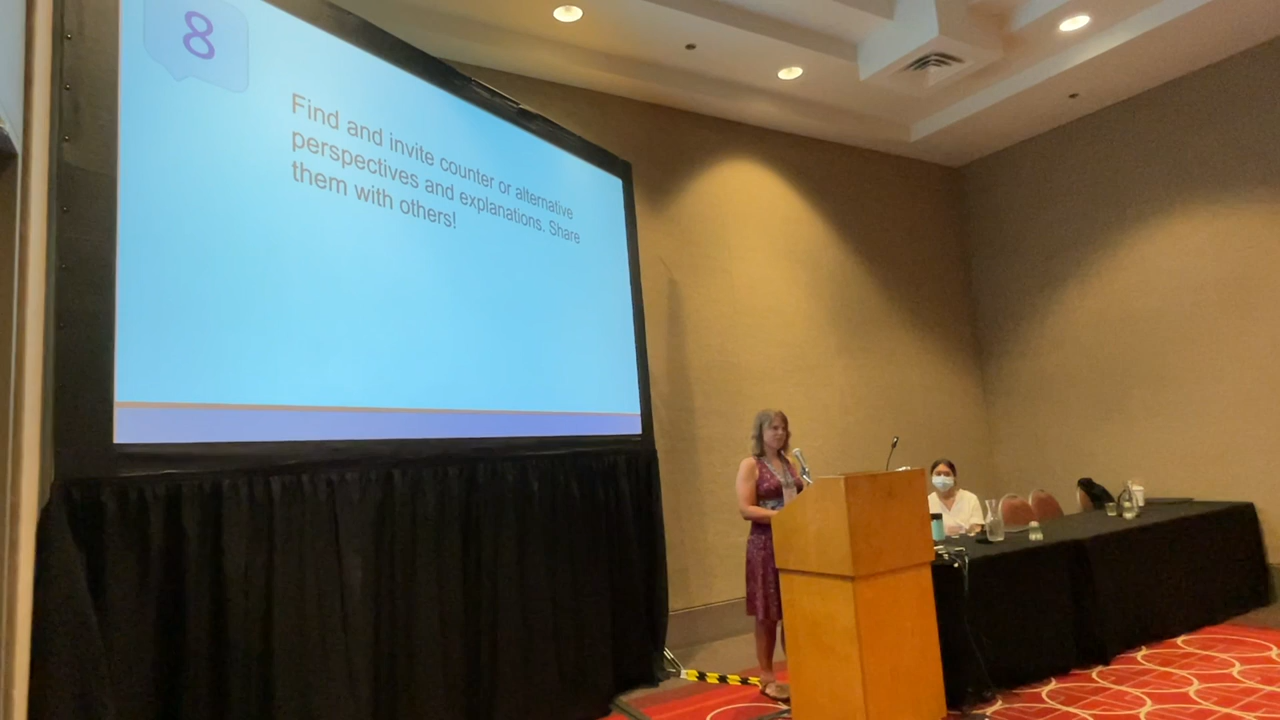 8
Find and invite counter or alternative
perspectives and explanations. Share
them with others!